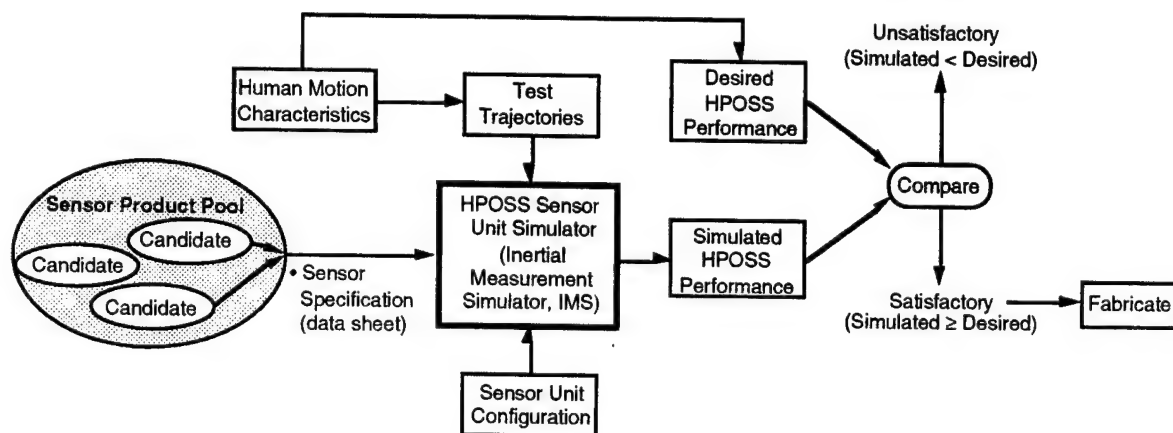 Human Motion
Characteristics
Test
Trajectories
Desired
HPOSS
Performance
Unsatisfactory
(Simulated < Desired)
Compare
Sensor Product Pool
Candidate
Candidate
Candidate
• Sensor
Specification
(data sheet)
HPOSS Sensor
Unit Simulator
(Inertial
Measurement
Simulator, IMS)
Simulated
HPOSS
Performance
Satisfactory
(Simulated ≥ Desired)
Fabricate
Sensor Unit
Configuration